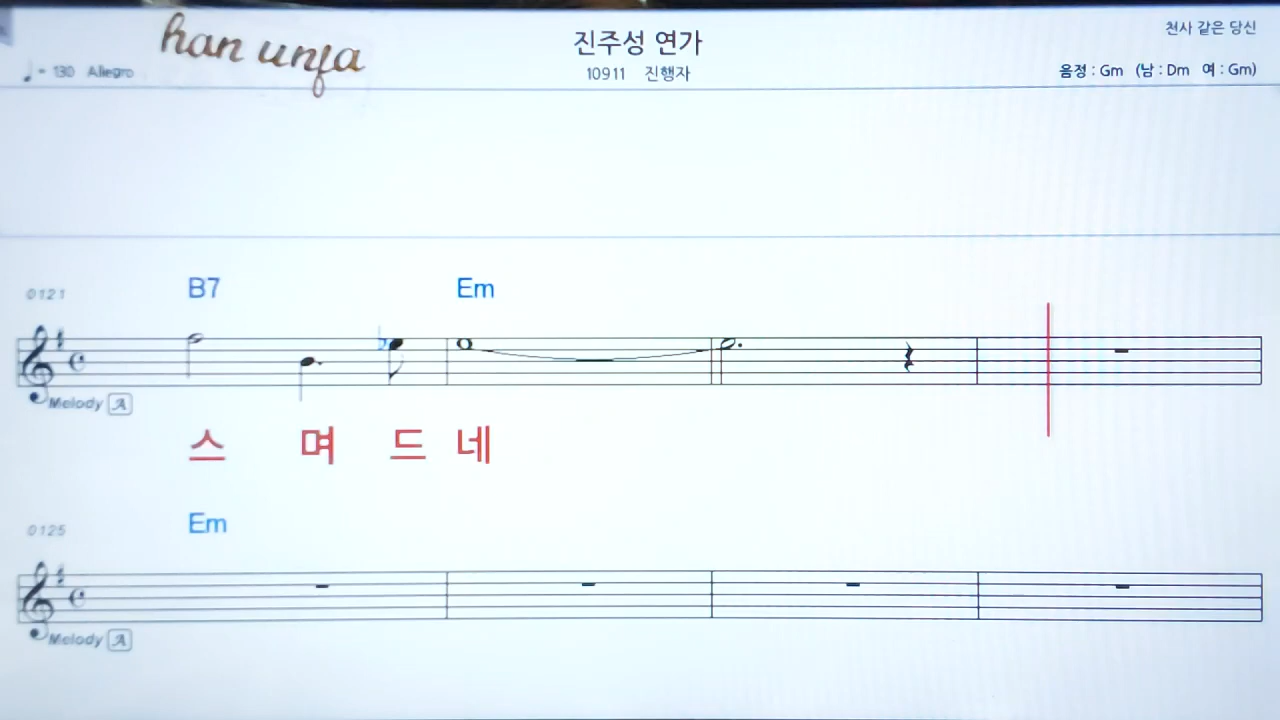 han unfa
진주성 연가
천사 같은 당신
♩ = 130 Allegro
10911 진행자
음정 : Gm (남 : Dm 여 : Gm)
B7 Em
0121
Melody A
스 며 드 네
Em
0125
Melody A